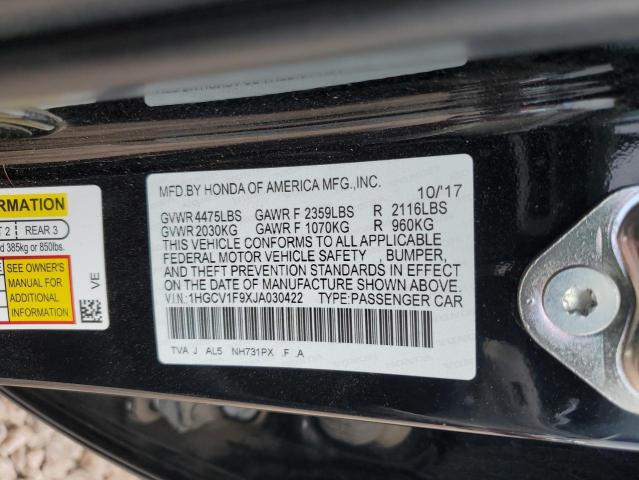 MFD.BY HONDA OF AMERICA MFG.,INC. 10/'17
GVWR 4475LBS GAWR F 2359LBS R 2116LBS
GVWR 2030KG GAWR F 1070KG R 960KG
THIS VEHICLE CONFORMS TO ALL APPLICABLE
FEDERAL MOTOR VEHICLE SAFETY , BUMPER,
AND THEFT PREVENTION STANDARDS IN EFFECT
ON THE DATE OF MANUFACTURE SHOWN ABOVE.
V.I.N.:1HGCV1F9XJA030422 TYPE:PASSENGER CAR
TVA J AL5 NH731PX .F .A
ORMATION
2 REAR 3
385kg or 850lbs.
SEE OWNER'S
MANUAL FOR
ADDITIONAL
INFORMATION
VE